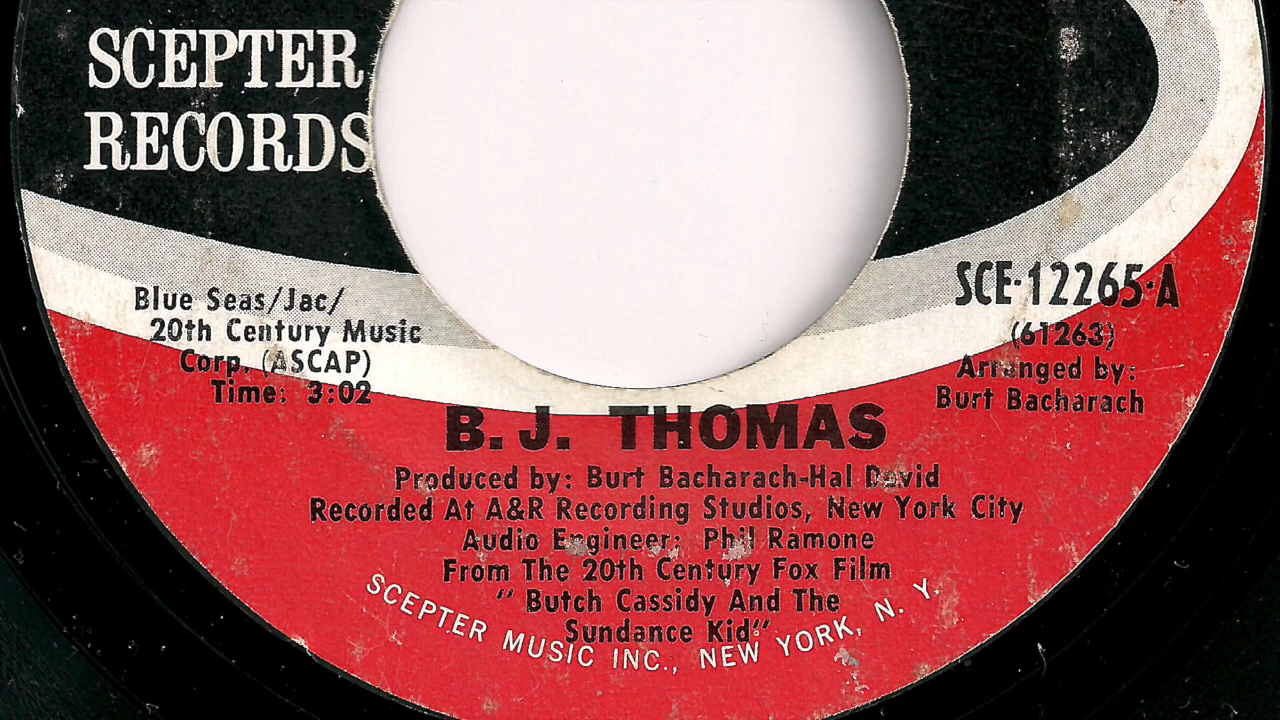 SCEPTER
RECORDS
Blue Seas/Jac/
20th Century Music
Corp. (ASCAP)
Time: 3:02
SCE-12265-A
(61263)
Arranged by:
Burt Bacharach
B. J. THOMAS
Produced by: Burt Bacharach-Hal David
Recorded At A&R Recording Studios, New York City
Audio Engineer: Phil Ramone
From The 20th Century Fox Film
" Butch Cassidy And The
Sundance Kid"
SCEPTER MUSIC INC., NEW YORK, N. Y.